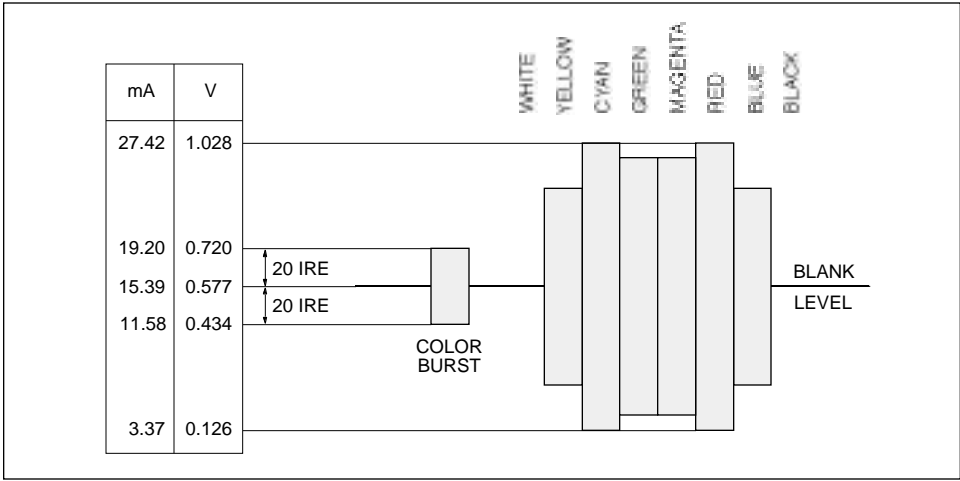 WHITE
YELLOW
CYAN
GREEN
MAGENTA
RED
BLUE
BLACK
mA V
27.42 1.028
19.20 0.720
20 IRE
15.39 0.577
20 IRE
11.58 0.434
3.37 0.126
COLOR
BURST
BLANK
LEVEL